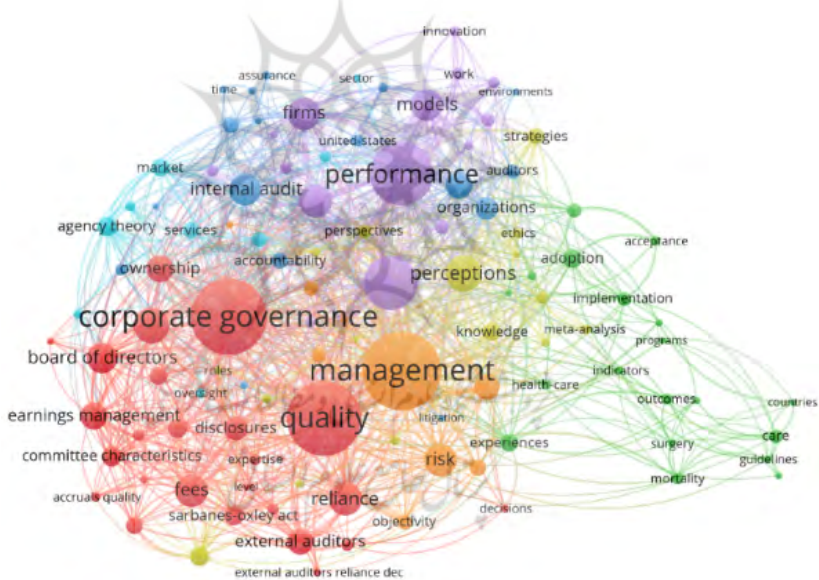 innovation
assurance
sector
work
time
environments
firms
models
united-states
strategies
market
performance
auditors
internal audit
organizations
agency theory
services
perspectives
ethics
acceptance
ownership
accountability
perceptions
adoption
implementation
corporate governance
knowledge
meta-analysis
programs
board of directors
roles
management
indicators
oversight
health-care
outcomes
countries
earnings management
disclosures
quality
litigation
experiences
surgery
care
committee characteristics
expertise
risk
guidelines
mortality
accruals quality
fees
level
reliance
decisions
sarbanes-oxley act
objectivity
external auditors
external auditors reliance dec